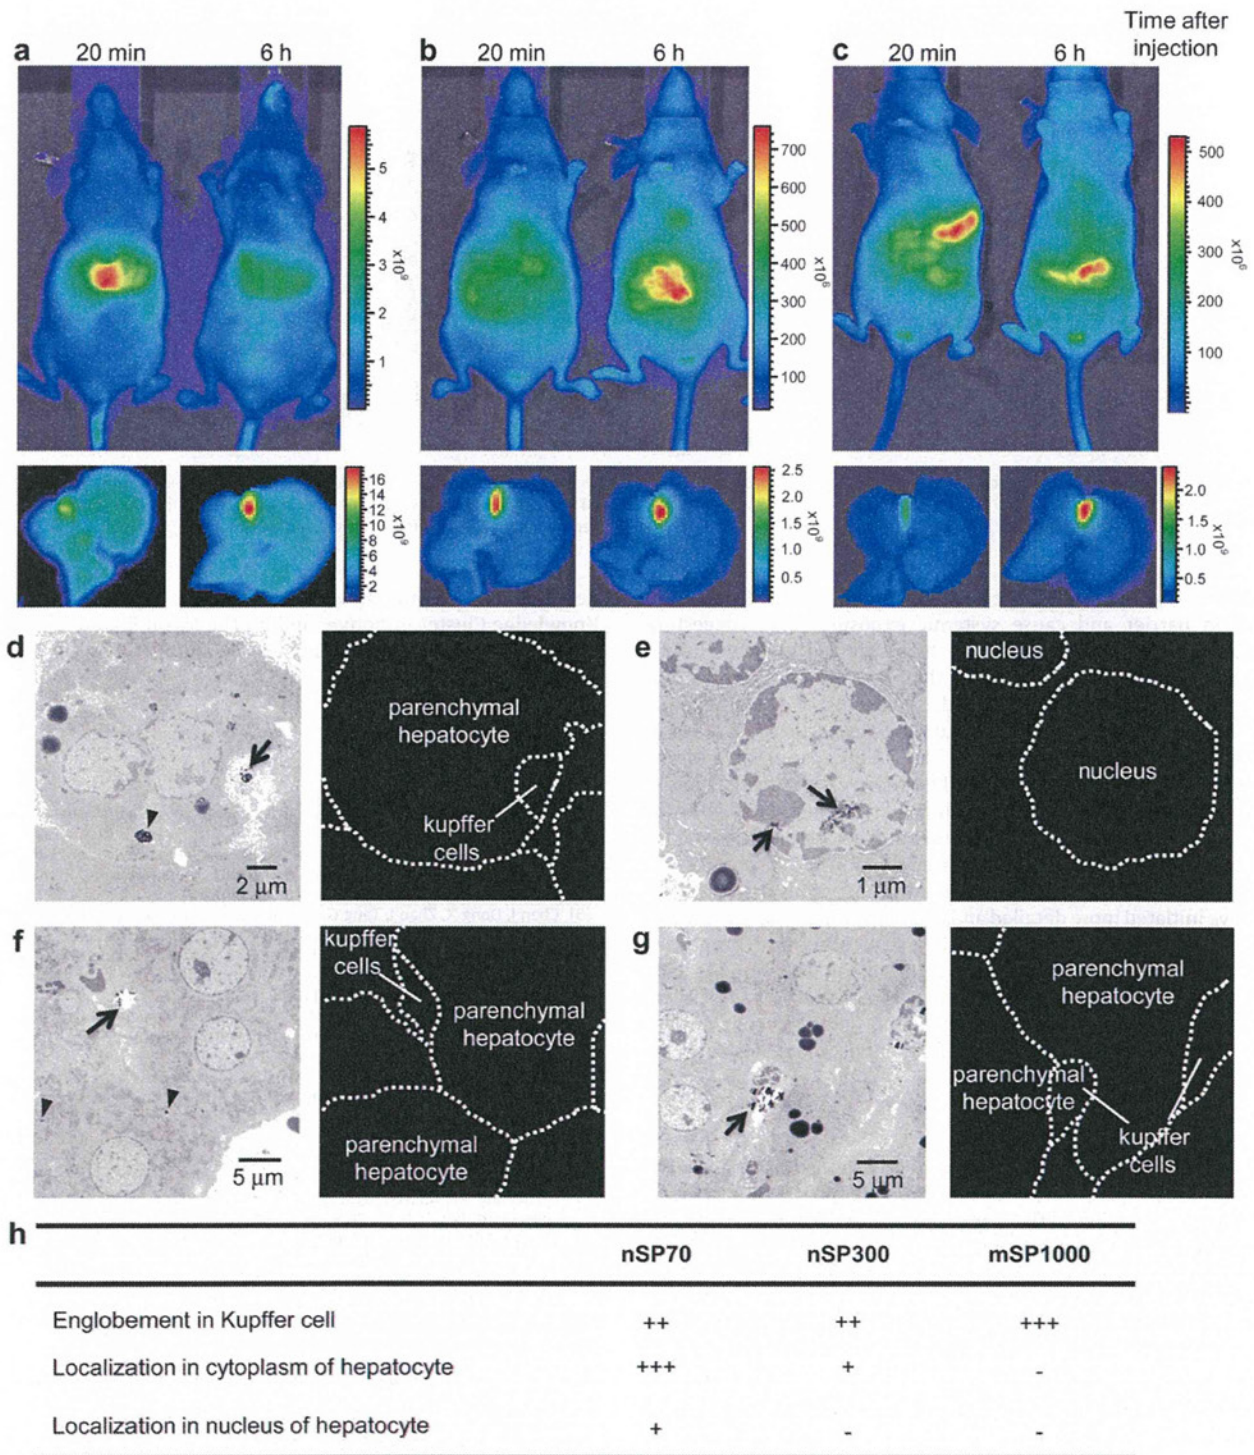 Time after
injection
a 20 min 6 h
b 20 min 6 h
c 20 min 6 h
5
4
3
2
1
x10⁹
700
600
500
400
300
200
100
x10⁶
500
400
300
200
100
x10⁶
16
14
12
10
8
6
4
2
x10⁹
2.5
2.0
1.5
1.0
0.5
x10⁹
2.0
1.5
1.0
0.5
x10⁹
d
2 μm
parenchymal
hepatocyte
kupffer
cells
e
1 μm
nucleus
nucleus
f
5 μm
kupffer
cells
parenchymal
hepatocyte
parenchymal
hepatocyte
g
5 μm
parenchymal
hepatocyte
parenchymal
hepatocyte
kupffer
cells
h
nSP70 nSP300 mSP1000
Englobement in Kupffer cell ++ ++ +++
Localization in cytoplasm of hepatocyte +++ + -
Localization in nucleus of hepatocyte + - -